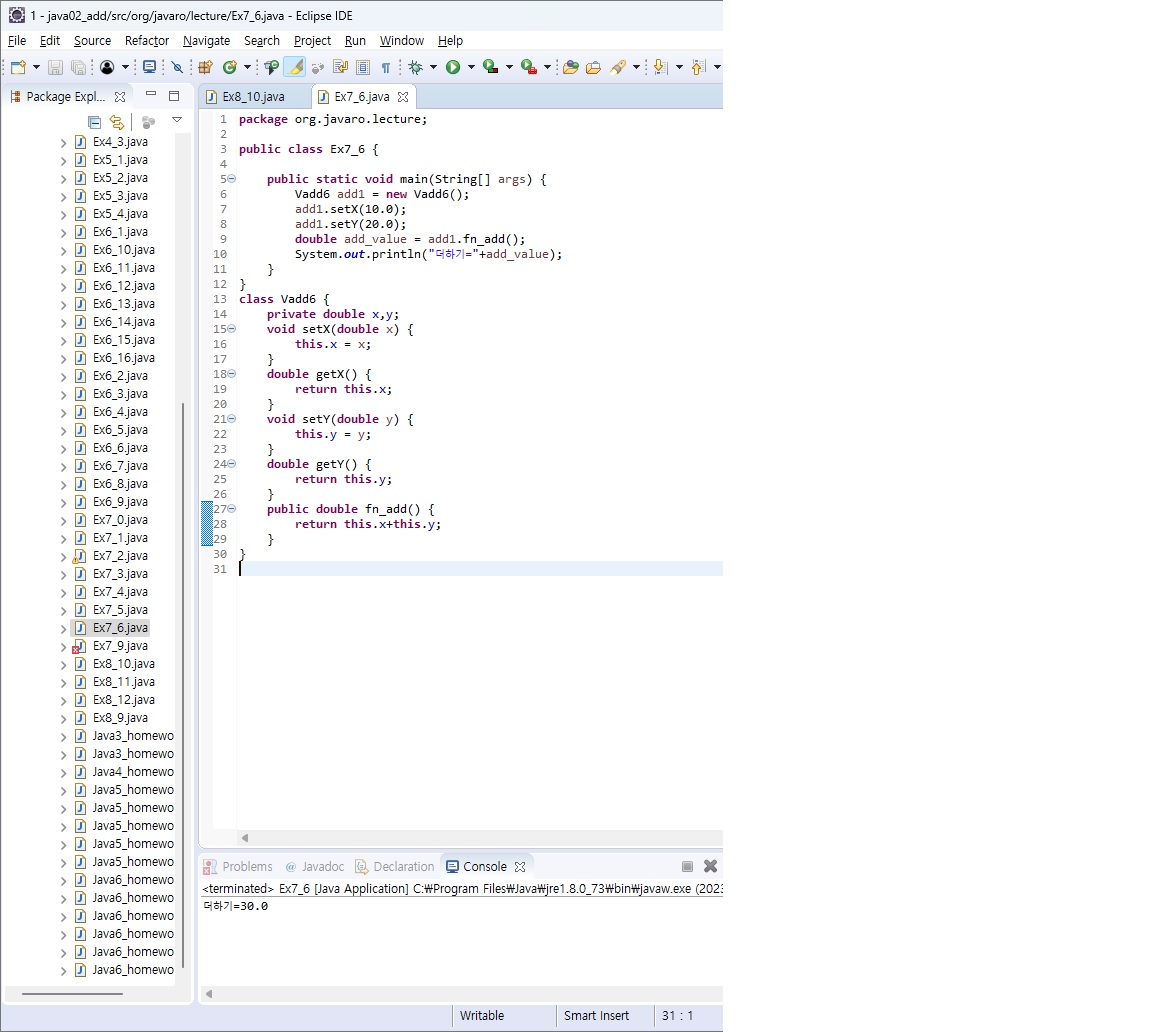 1 - java02_add/src/org/javaro/lecture/Ex7_6.java - Eclipse IDE
File Edit Source Refactor Navigate Search Project Run Window Help
Package Expl...
Ex4_3.java
Ex5_1.java
Ex5_2.java
Ex5_3.java
Ex5_4.java
Ex6_1.java
Ex6_10.java
Ex6_11.java
Ex6_12.java
Ex6_13.java
Ex6_14.java
Ex6_15.java
Ex6_16.java
Ex6_2.java
Ex6_3.java
Ex6_4.java
Ex6_5.java
Ex6_6.java
Ex6_7.java
Ex6_8.java
Ex6_9.java
Ex7_0.java
Ex7_1.java
Ex7_2.java
Ex7_3.java
Ex7_4.java
Ex7_5.java
Ex7_6.java
Ex7_9.java
Ex8_10.java
Ex8_11.java
Ex8_12.java
Ex8_9.java
Java3_homewo
Java3_homewo
Java4_homewo
Java5_homewo
Java5_homewo
Java5_homewo
Java5_homewo
Java5_homewo
Java6_homewo
Java6_homewo
Java6_homewo
Java6_homewo
Java6_homewo
Java6_homewo
Ex8_10.java Ex7_6.java
1 package org.javaro.lecture;
2
3 public class Ex7_6 {
4
5 public static void main(String[] args) {
6 Vadd6 add1 = new Vadd6();
7 add1.setX(10.0);
8 add1.setY(20.0);
9 double add_value = add1.fn_add();
10 System.out.println("더하기="+add_value);
11 }
12 }
13 class Vadd6 {
14 private double x,y;
15 void setX(double x) {
16 this.x = x;
17 }
18 double getX() {
19 return this.x;
20 }
21 void setY(double y) {
22 this.y = y;
23 }
24 double getY() {
25 return this.y;
26 }
27 public double fn_add() {
28 return this.x+this.y;
29 }
30 }
31
Problems @ Javadoc Declaration Console
<terminated> Ex7_6 [Java Application] C:₩Program Files₩Java₩jre1.8.0_73₩bin₩javaw.exe (2023
더하기=30.0
Writable Smart Insert 31 : 1